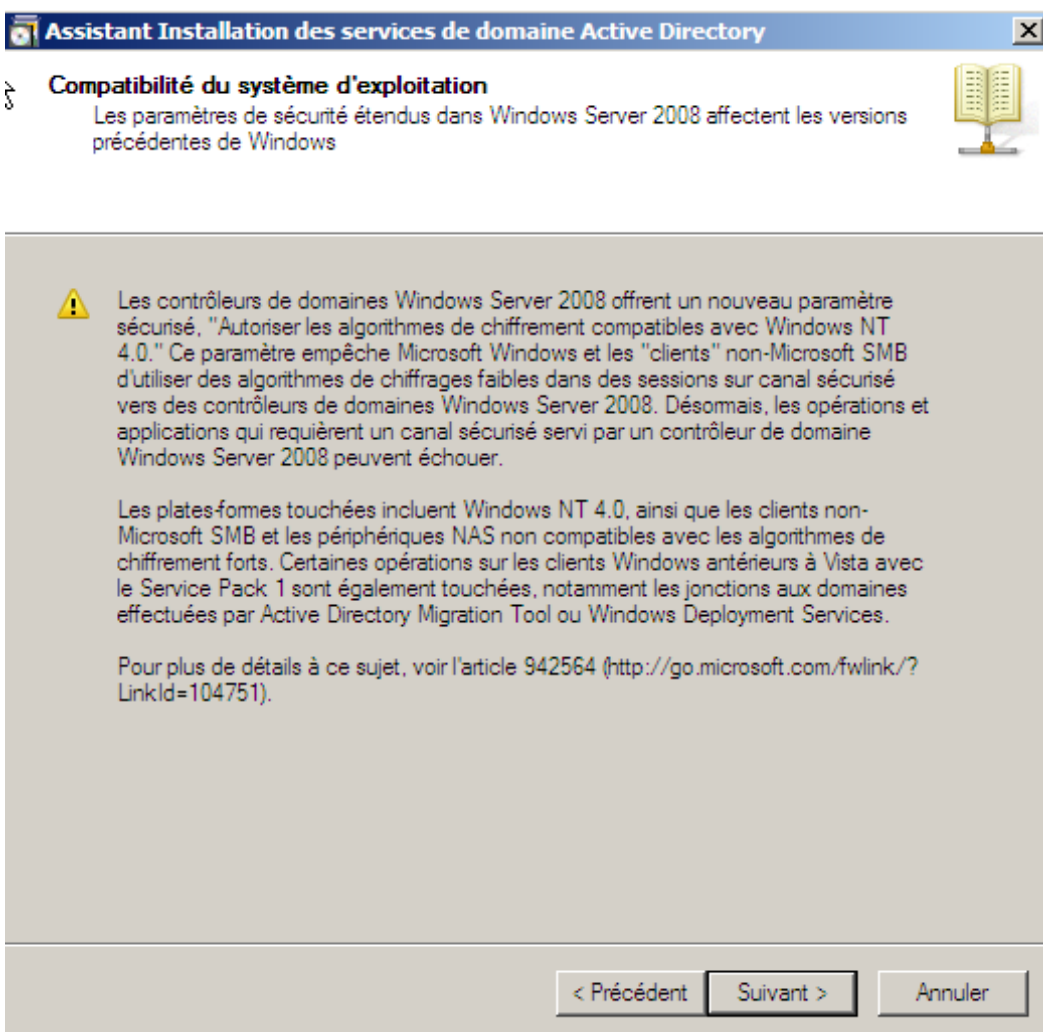 Assistant Installation des services de domaine Active Directory
Compatibilité du système d'exploitation
Les paramètres de sécurité étendus dans Windows Server 2008 affectent les versions
précédentes de Windows
Les contrôleurs de domaines Windows Server 2008 offrent un nouveau paramètre
sécurisé, "Autoriser les algorithmes de chiffrement compatibles avec Windows NT
4.0." Ce paramètre empêche Microsoft Windows et les "clients" non-Microsoft SMB
d'utiliser des algorithmes de chiffrages faibles dans des sessions sur canal sécurisé
vers des contrôleurs de domaines Windows Server 2008. Désormais, les opérations et
applications qui requièrent un canal sécurisé servi par un contrôleur de domaine
Windows Server 2008 peuvent échouer.
Les plates-formes touchées incluent Windows NT 4.0, ainsi que les clients non-
Microsoft SMB et les périphériques NAS non compatibles avec les algorithmes de
chiffrement forts. Certaines opérations sur les clients Windows antérieurs à Vista avec
le Service Pack 1 sont également touchées, notamment les jonctions aux domaines
effectuées par Active Directory Migration Tool ou Windows Deployment Services.
Pour plus de détails à ce sujet, voir l'article 942564 (http://go.microsoft.com/fwlink/?
LinkId=104751).
< Précédent Suivant > Annuler